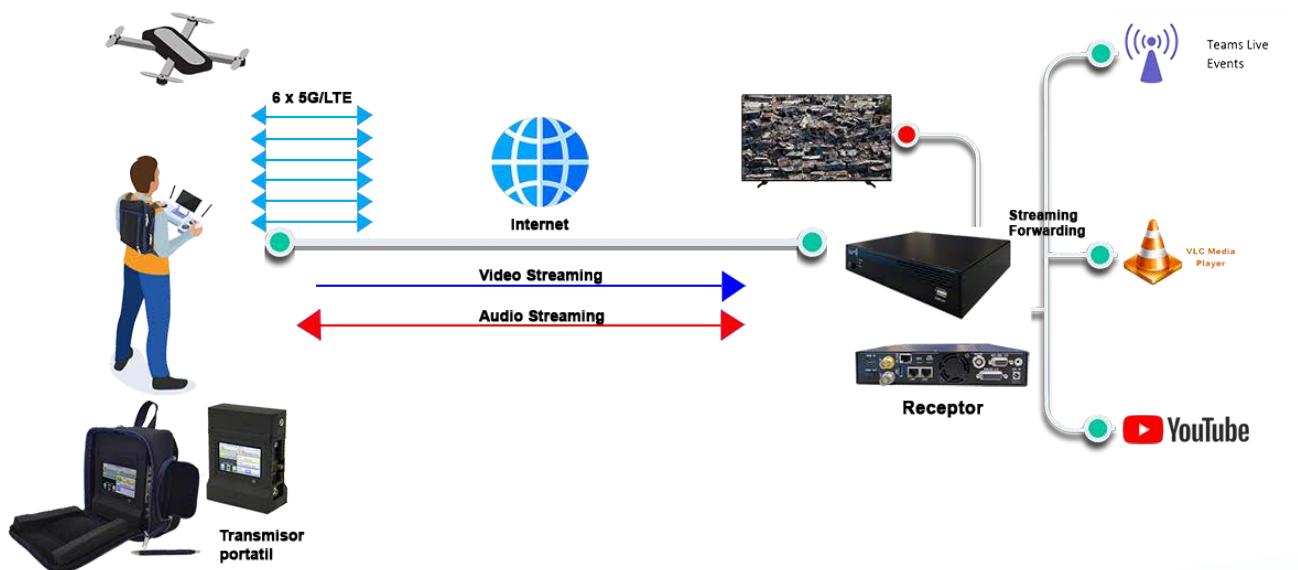 6 x 5G/LTE
Internet
Video Streaming
Audio Streaming
Transmisor
portatil
Receptor
Streaming
Forwarding
Teams Live
Events
VLC Media
Player
YouTube